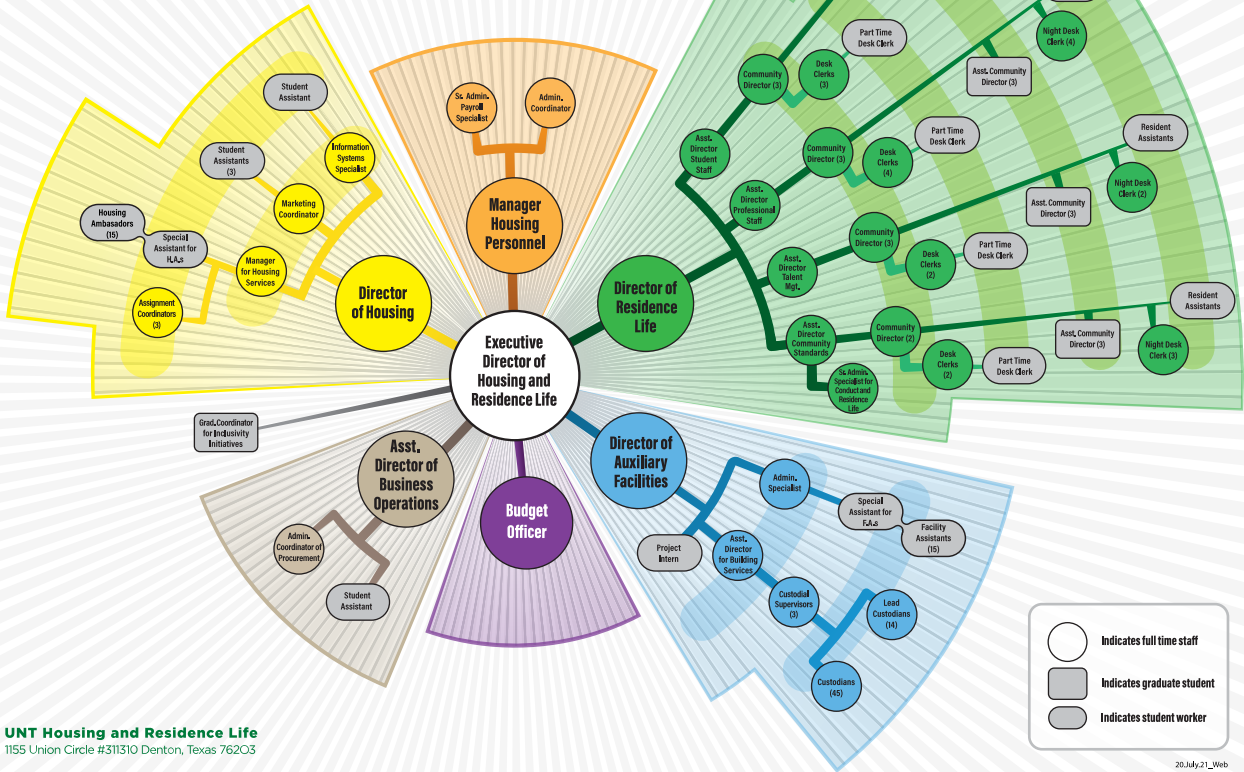 Executive
Director of
Housing and
Residence Life
Director
of Housing
Information
Systems
Specialist
Student
Assistant
Marketing
Coordinator
Student
Assistants
(3)
Manager
for Housing
Services
Special
Assistant for
H.A.s
Housing
Ambasadors
(15)
Assignment
Coordinators
(3)
Manager
Housing
Personnel
Sr. Admin.
Payroll
Specialist
Admin.
Coordinator
Director of
Residence
Life
Asst.
Director
Student
Staff
Community
Director (3)
Desk
Clerks
(3)
Part Time
Desk Clerk
Asst. Community
Director (3)
Night Desk
Clerk (4)
Asst.
Director
Professional
Staff
Community
Director (3)
Desk
Clerks
(4)
Part Time
Desk Clerk
Asst. Community
Director (3)
Night Desk
Clerk (2)
Resident
Assistants
Asst.
Director
Talent
Mgt.
Community
Director (3)
Desk
Clerks
(2)
Part Time
Desk Clerk
Asst.
Director
Community
Standards
Community
Director (2)
Desk
Clerks
(2)
Part Time
Desk Clerk
Asst. Community
Director (3)
Night Desk
Clerk (3)
Resident
Assistants
Sr. Admin.
Specialist for
Conduct and
Residence
Life
Grad. Coordinator
for Inclusivity
Initiatives
Asst.
Director of
Business
Operations
Admin.
Coordinator of
Procurement
Student
Assistant
Budget
Officer
Director of
Auxiliary
Facilities
Admin.
Specialist
Special
Assistant for
F.A.s
Facility
Assistants
(15)
Project
Intern
Asst.
Director
for Building
Services
Custodial
Supervisors
(3)
Lead
Custodians
(14)
Custodians
(45)
Indicates full time staff
Indicates graduate student
Indicates student worker
UNT Housing and Residence Life
1155 Union Circle #311310 Denton, Texas 76203
20.July.21_Web